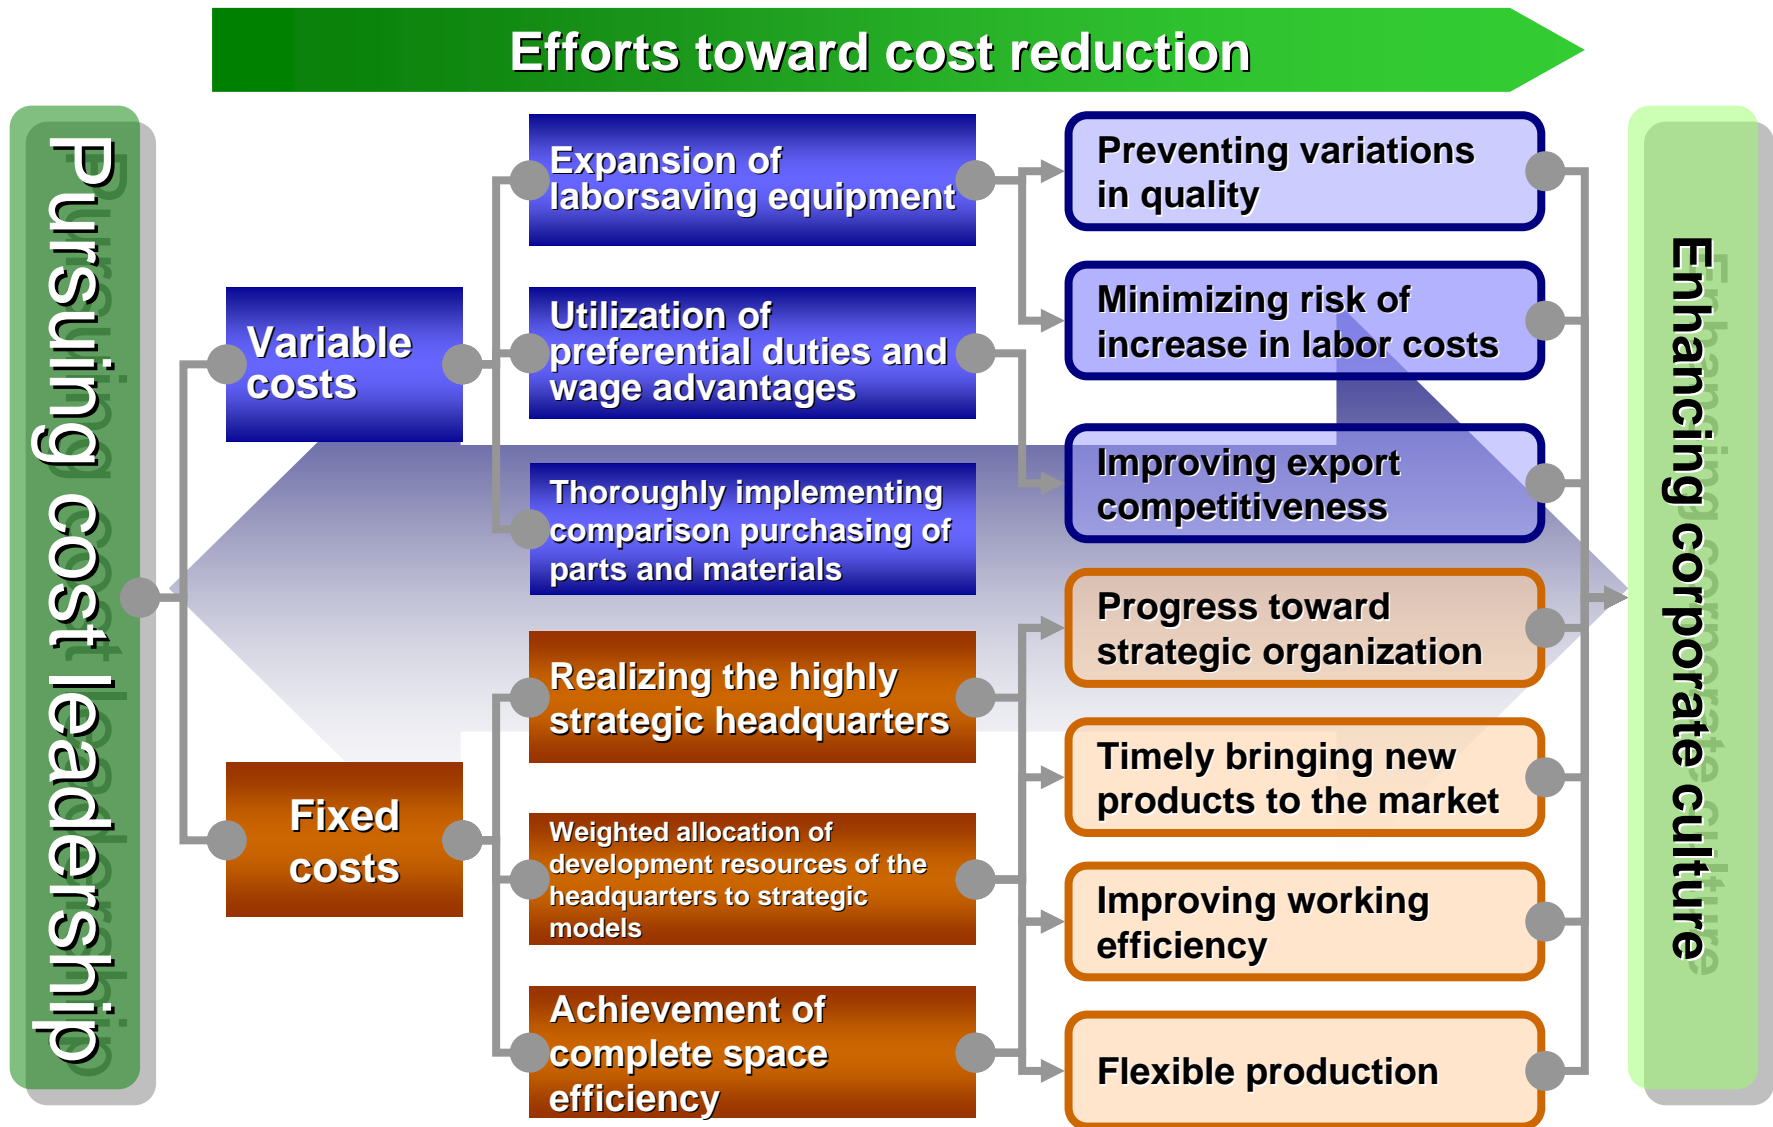 Efforts toward cost reduction
Pursuing cost leadership
Variable
costs
Fixed
costs
Expansion of
laborsaving equipment
Utilization of
preferential duties and
wage advantages
Thoroughly implementing
comparison purchasing of
parts and materials
Realizing the highly
strategic headquarters
Weighted allocation of
development resources of the
headquarters to strategic
models
Achievement of
complete space
efficiency
Preventing variations
in quality
Minimizing risk of
increase in labor costs
Improving export
competitiveness
Progress toward
strategic organization
Timely bringing new
products to the market
Improving working
efficiency
Flexible production
Enhancing corporate culture